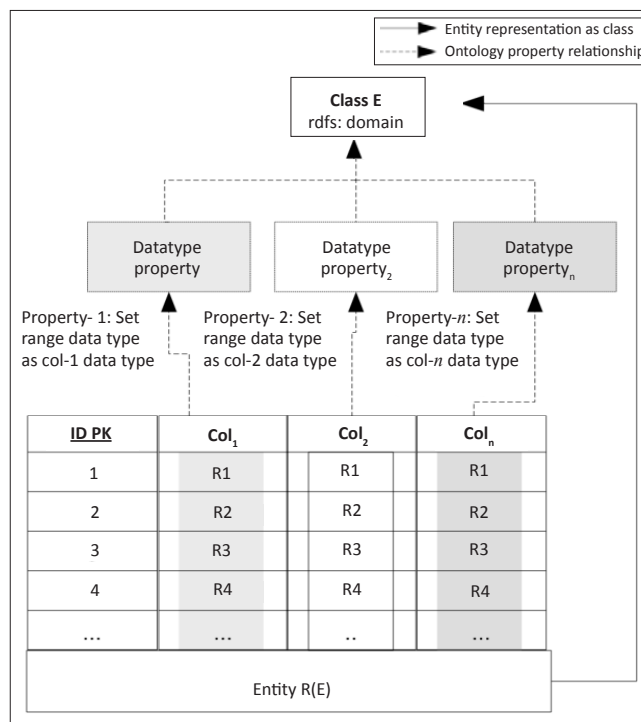 Entity representation as class
Ontology property relationship
Class E
rdfs: domain
Datatype
property
Datatype
property2
Datatype
propertyn
Property- 1: Set
range data type
as col-1 data type
Property- 2: Set
range data type
as col-2 data type
Property-n: Set
range data type
as col-n data type
ID PK Col1 Col2 Coln
1 R1 R1 R1
2 R2 R2 R2
3 R3 R3 R3
4 R4 R4 R4
... ... .. ...
Entity R(E)